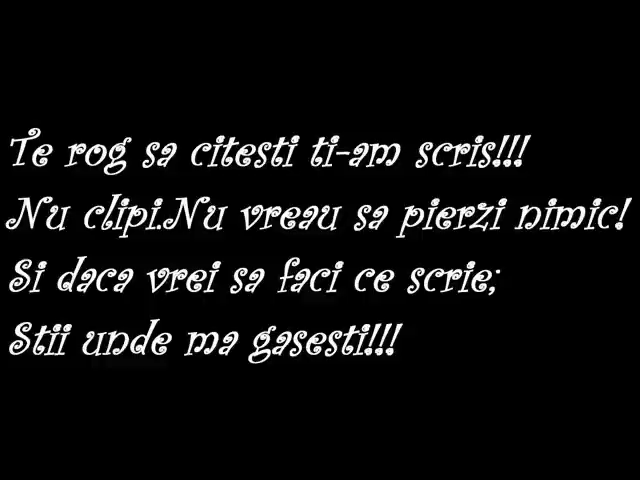 Te rog sa citesti ti-am scris!!!
Nu clipi.Nu vreau sa pierzi nimic!
Si daca vrei sa faci ce scrie;
Stii unde ma gasesti!!!